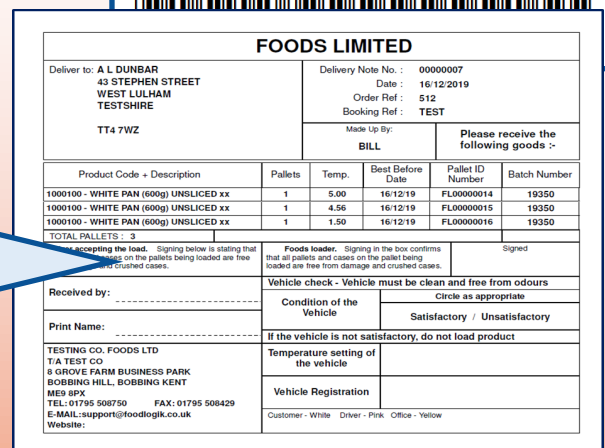 FOODS LIMITED
Deliver to: A L DUNBAR
43 STEPHEN STREET
WEST LULHAM
TESTSHIRE
TT4 7WZ
Delivery Note No. : 00000007
Date : 16/12/2019
Order Ref : 512
Booking Ref : TEST
Made Up By:
BILL
Please receive the
following goods :-
Product Code + Description Pallets Temp. Best Before Date Pallet ID Number Batch Number
1000100 - WHITE PAN (600g) UNSLICED xx 1 5.00 16/12/19 FL00000014 19350
1000100 - WHITE PAN (600g) UNSLICED xx 1 4.56 16/12/19 FL00000015 19350
1000100 - WHITE PAN (600g) UNSLICED xx 1 1.50 16/12/19 FL00000016 19350
TOTAL PALLETS : 3
accepting the load. Signing below is stating that
cases on the pallets being loaded are free
and crushed cases.
Foods loader. Signing in the box confirms
that all pallets and cases on the pallet being
loaded are free from damage and crushed cases.
Signed
Received by:
Print Name:
Vehicle check - Vehicle must be clean and free from odours
Condition of the
Vehicle
Circle as appropriate
Satisfactory / Unsatisfactory
If the vehicle is not satisfactory, do not load product
TESTING CO. FOODS LTD
T/A TEST CO
8 GROVE FARM BUSINESS PARK
BOBBING HILL, BOBBING KENT
ME9 8PX
TEL: 01795 508750 FAX: 01795 508429
E-MAIL:support@foodlogik.co.uk
Website:
Temperature setting of
the vehicle
Vehicle Registration
Customer - White Driver - Pink Office - Yellow